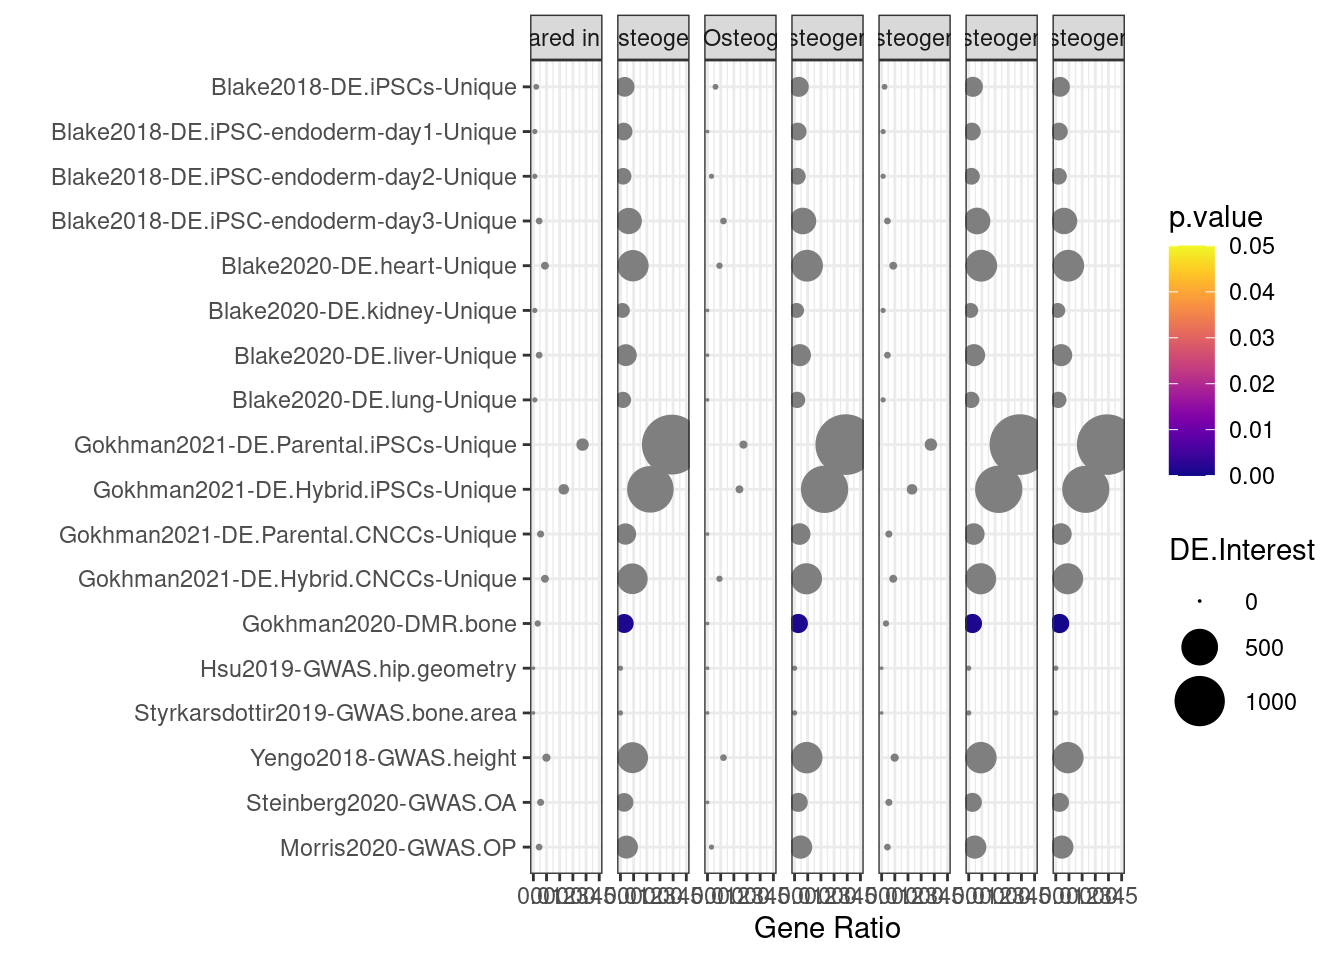 ared in
steoge
Osteog
steoger
steoger
steoger
steoger
Blake2018-DE.iPSCs-Unique
Blake2018-DE.iPSC-endoderm-day1-Unique
Blake2018-DE.iPSC-endoderm-day2-Unique
Blake2018-DE.iPSC-endoderm-day3-Unique
Blake2020-DE.heart-Unique
Blake2020-DE.kidney-Unique
Blake2020-DE.liver-Unique
Blake2020-DE.lung-Unique
Gokhman2021-DE.Parental.iPSCs-Unique
Gokhman2021-DE.Hybrid.iPSCs-Unique
Gokhman2021-DE.Parental.CNCCs-Unique
Gokhman2021-DE.Hybrid.CNCCs-Unique
Gokhman2020-DMR.bone
Hsu2019-GWAS.hip.geometry
Styrkarsdottir2019-GWAS.bone.area
Yengo2018-GWAS.height
Steinberg2020-GWAS.OA
Morris2020-GWAS.OP
Gene Ratio
p.value
0.05
0.04
0.03
0.02
0.01
0.00
DE.Interest
0
500
1000